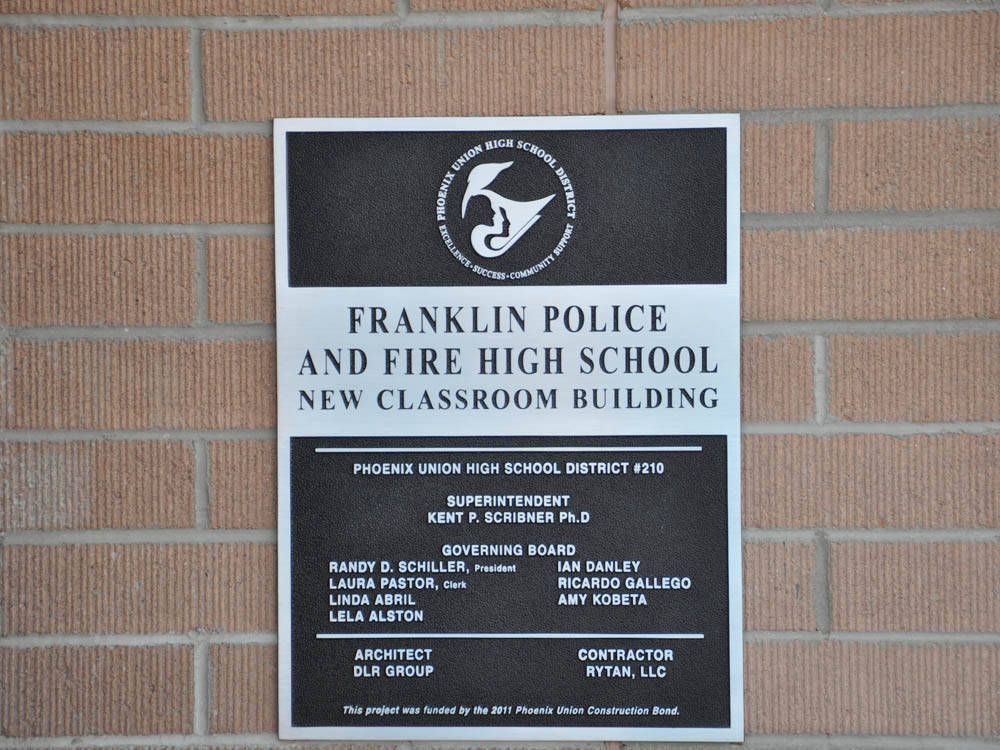 PHOENIX UNION HIGH SCHOOL DISTRICT
EXCELLENCE • SUCCESS • COMMUNITY SUPPORT
FRANKLIN POLICE
AND FIRE HIGH SCHOOL
NEW CLASSROOM BUILDING
PHOENIX UNION HIGH SCHOOL DISTRICT #210
SUPERINTENDENT
KENT P. SCRIBNER Ph.D
GOVERNING BOARD
RANDY D. SCHILLER, President
LAURA PASTOR, Clerk
LINDA ABRIL
LELA ALSTON
IAN DANLEY
RICARDO GALLEGO
AMY KOBETA
ARCHITECT
DLR GROUP
CONTRACTOR
RYTAN, LLC
This project was funded by the 2011 Phoenix Union Construction Bond.